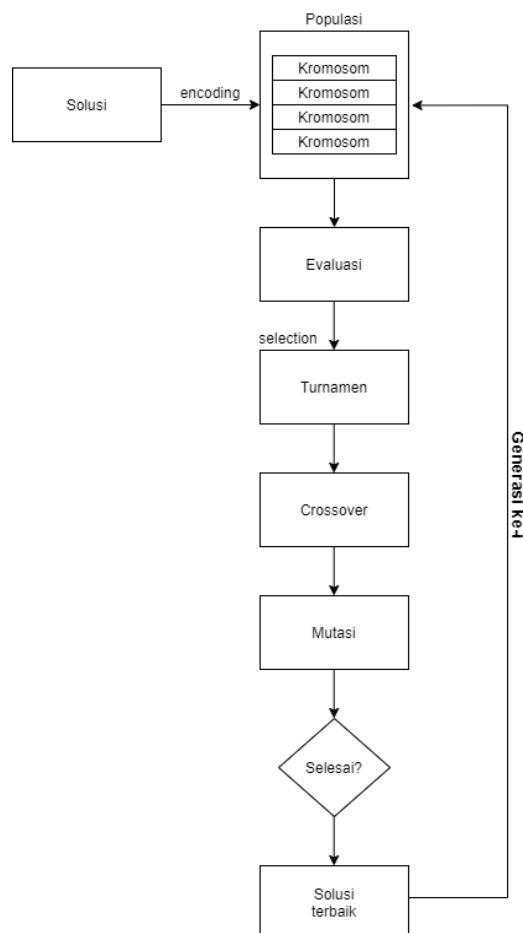 Populasi
Solusi
encoding
Kromosom
Kromosom
Kromosom
Kromosom
Evaluasi
selection
Turnamen
Crossover
Generasi ke-i
Mutasi
Selesai?
Solusi
terbaik